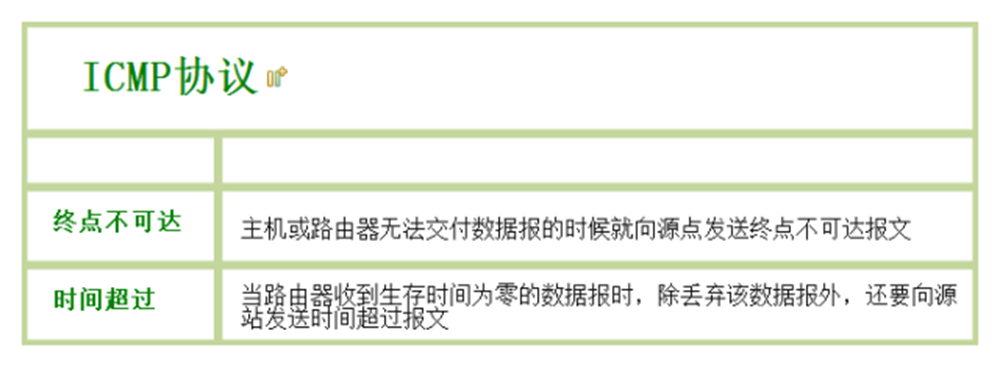 ICMP协议
终点不可达
主机或路由器无法交付数据报的时候就向源点发送终点不可达报文
时间超过
当路由器收到生存时间为零的数据报时，除丢弃该数据报外，还要向源
站发送时间超过报文